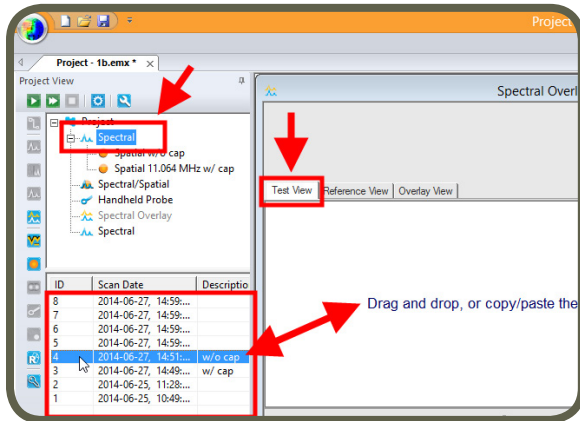 Project
Project - 1b.emx *
Project View
Spectral Overl
Project
Spectral
Spatial w/o cap
Spatial 11.064 MHz w/ cap
Spectral/Spatial
Handheld Probe
Spectral Overlay
Spectral
Test View Reference View Overlay View
ID Scan Date Descriptio
8 2014-06-27, 14:59:...
7 2014-06-27, 14:59:...
6 2014-06-27, 14:59:...
5 2014-06-27, 14:59:...
4 2014-06-27, 14:51:... w/o cap
3 2014-06-27, 14:49:... w/ cap
2 2014-06-25, 11:28:...
1 2014-06-25, 10:49:...
Drag and drop, or copy/paste the